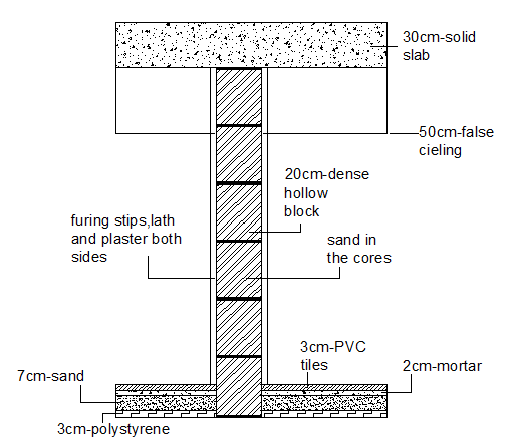 30cm-solid
slab
50cm-false
cieling
20cm-dense
hollow
block
furing stips,lath
and plaster both
sides
sand in
the cores
3cm-PVC
tiles
2cm-mortar
7cm-sand
3cm-polystyrene